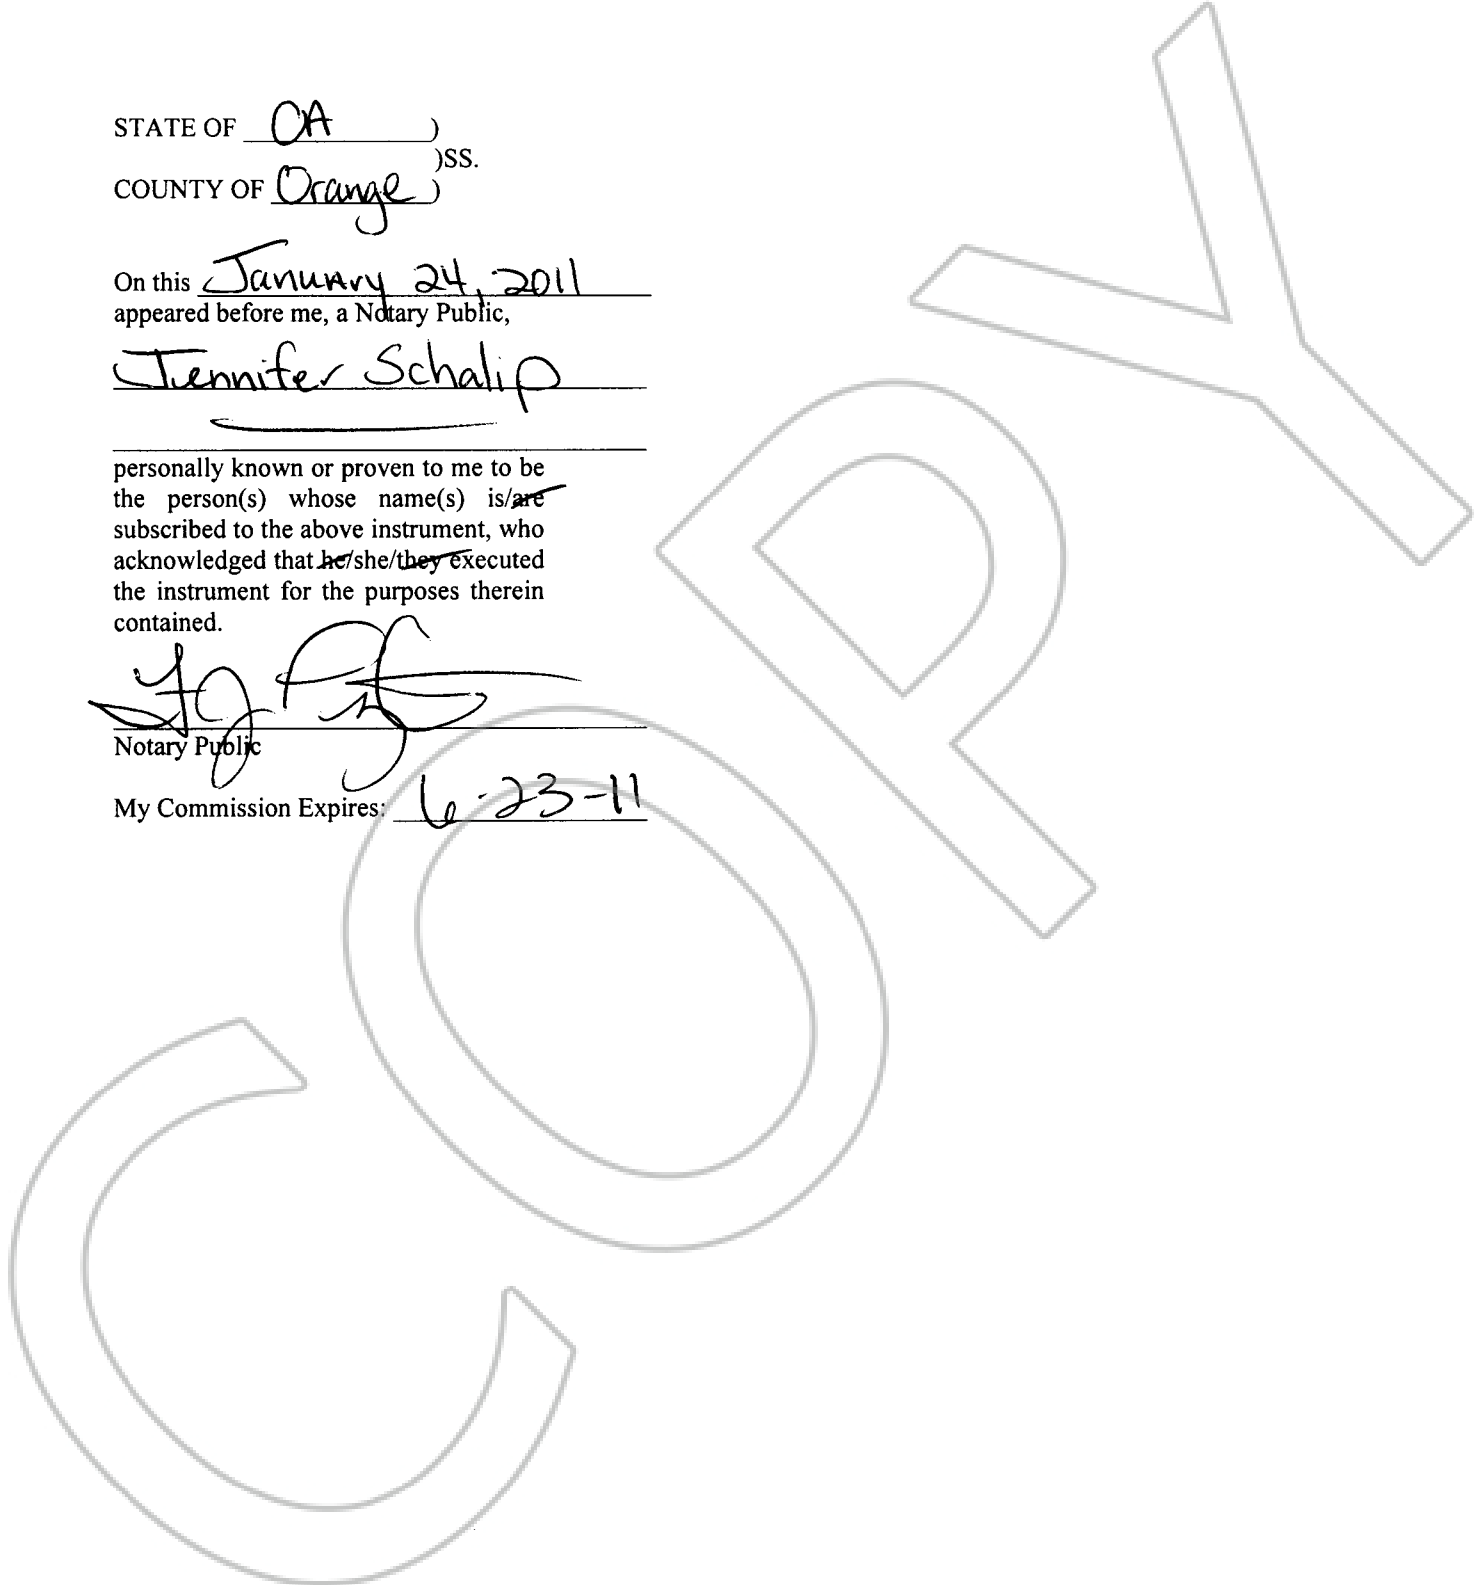 STATE OF CA )
)SS.
COUNTY OF Orange )
On this January 24, 2011
appeared before me, a Notary Public,
Jennifer Schalip
personally known or proven to me to be
the person(s) whose name(s) is/are
subscribed to the above instrument, who
acknowledged that he/she/they executed
the instrument for the purposes therein
contained.
Notary Public
My Commission Expires: 6-23-11
COPY